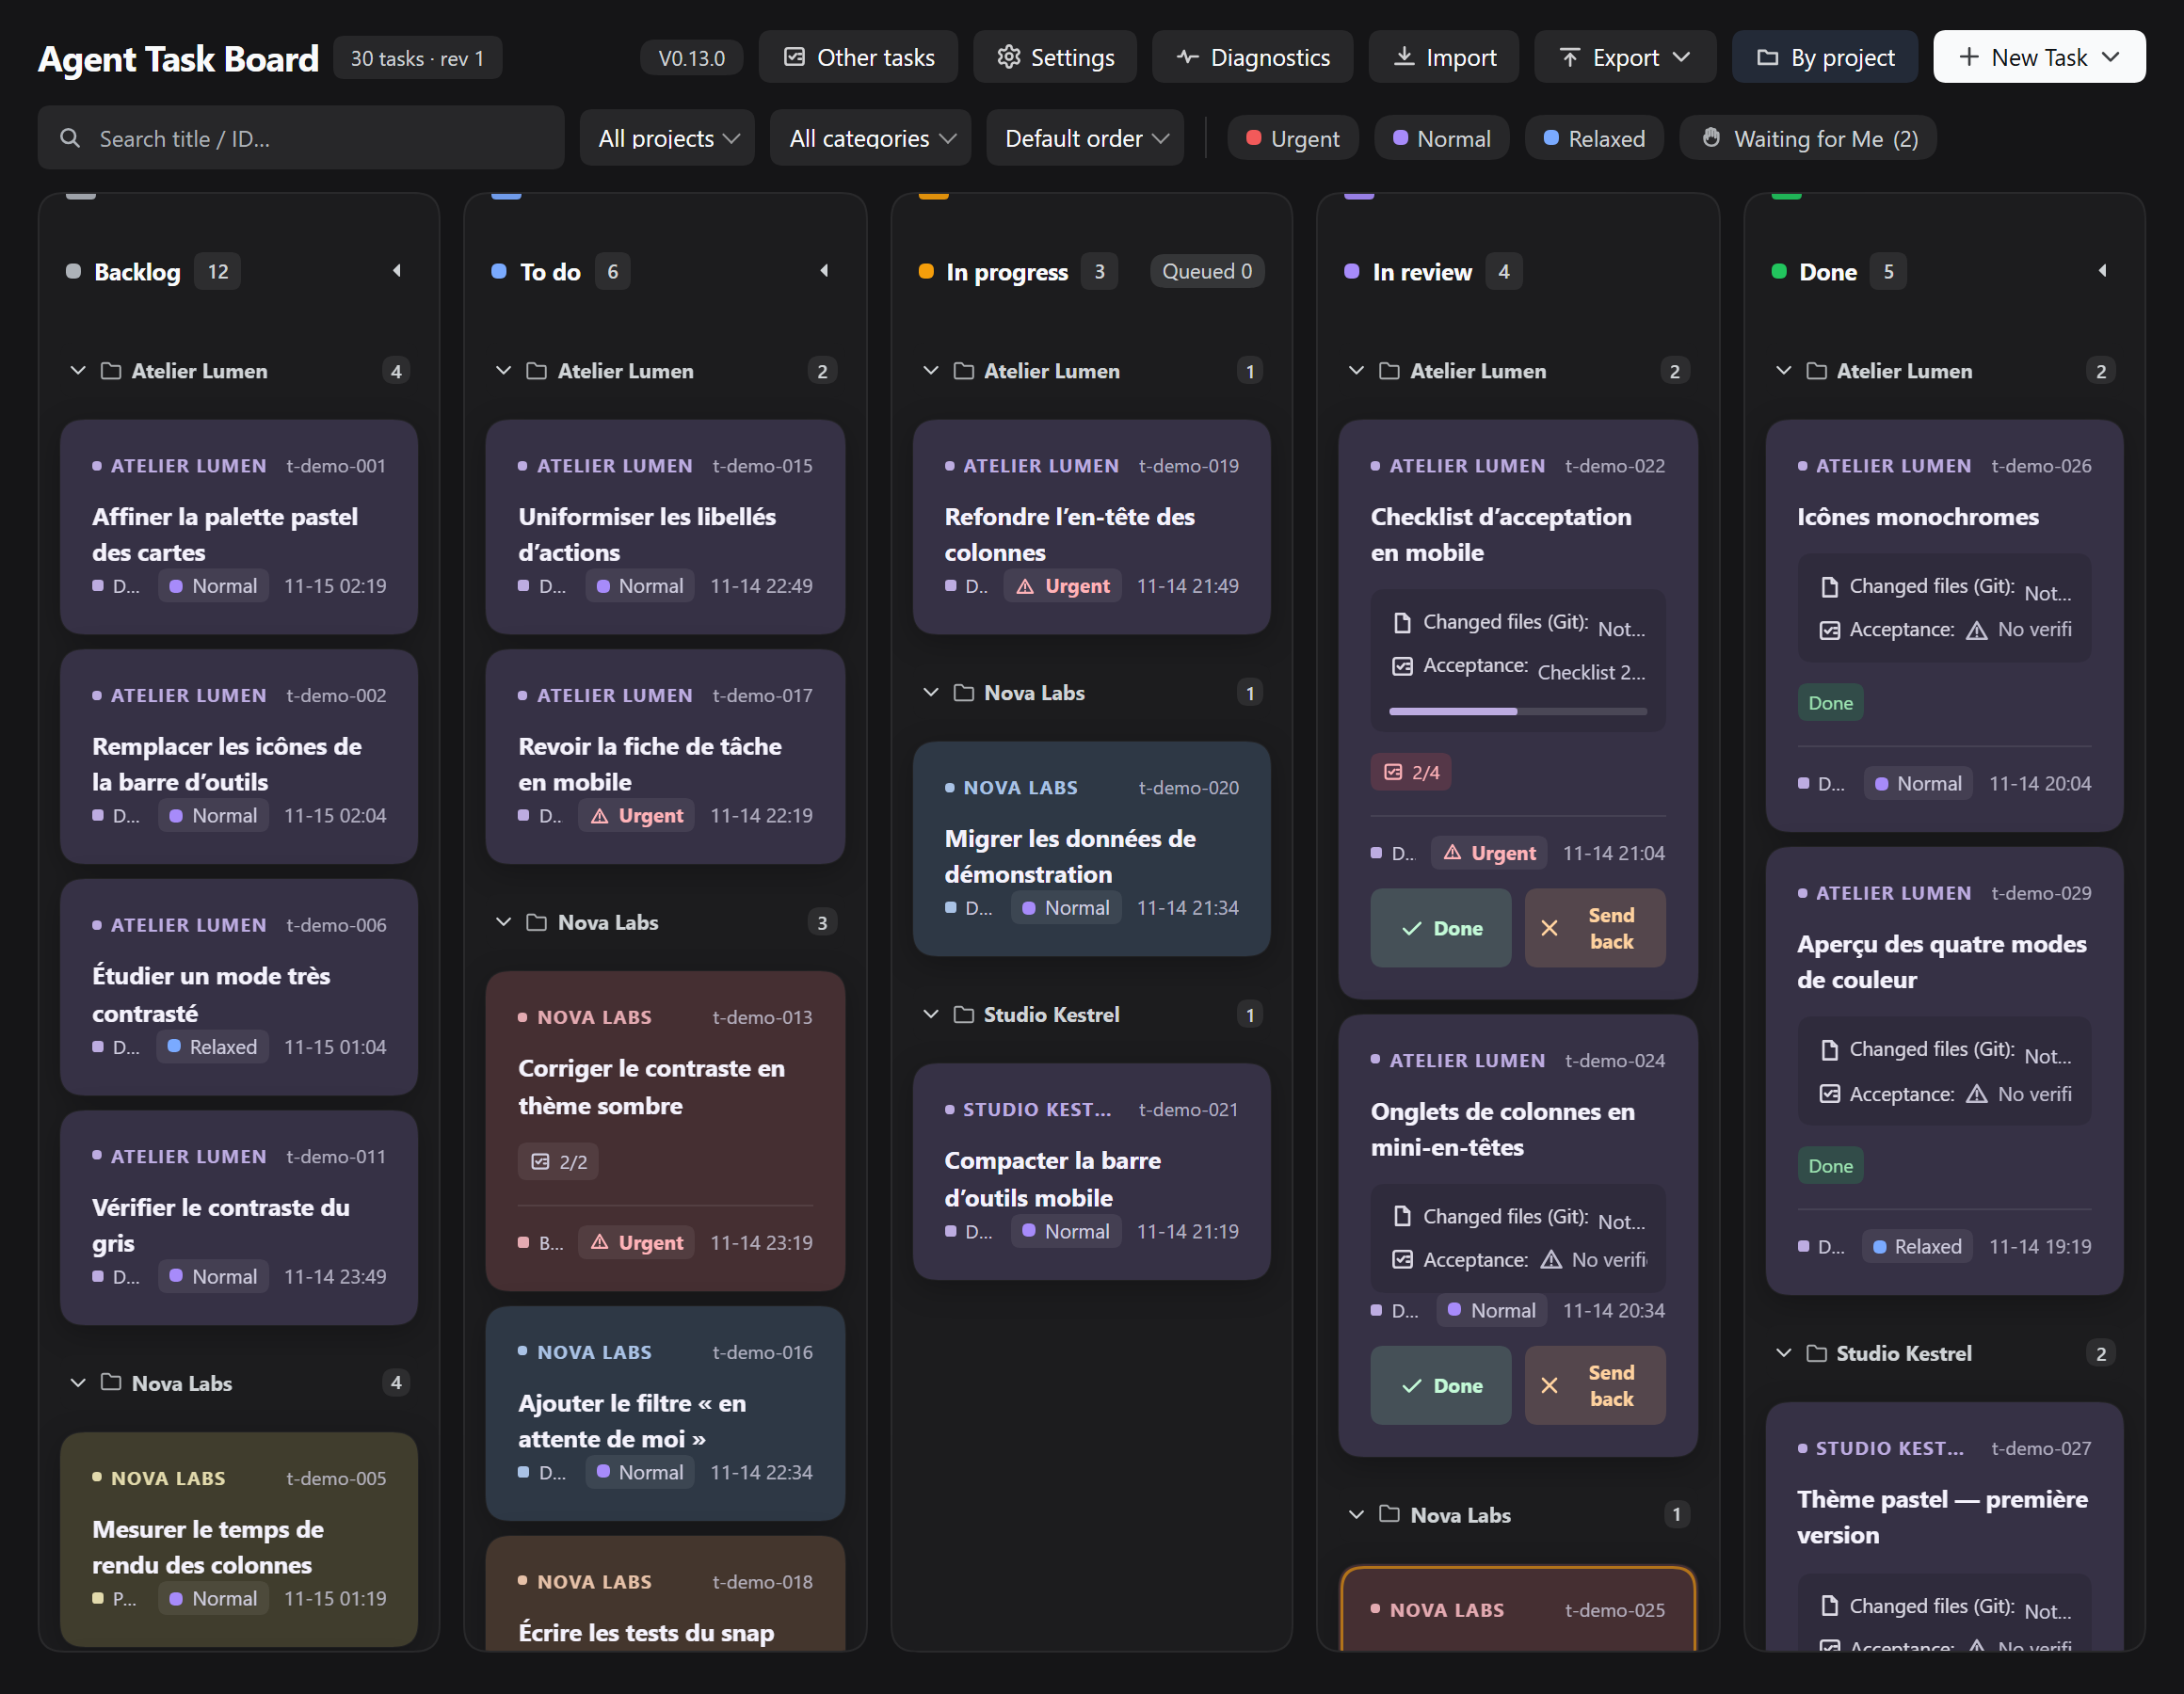 Agent Task Board
30 tasks · rev 1
V0.13.0
Other tasks
Settings
Diagnostics
Import
Export
By project
New Task
Search title / ID...
All projects
All categories
Default order
Urgent
Normal
Relaxed
Waiting for Me (2)
Backlog 12
Atelier Lumen 4
ATELIER LUMEN t-demo-001
Affiner la palette pastel
des cartes
D... Normal 11-15 02:19
ATELIER LUMEN t-demo-002
Remplacer les icônes de
la barre d’outils
D... Normal 11-15 02:04
ATELIER LUMEN t-demo-006
Étudier un mode très
contrasté
D... Relaxed 11-15 01:04
ATELIER LUMEN t-demo-011
Vérifier le contraste du
gris
D... Normal 11-14 23:49
Nova Labs 4
NOVA LABS t-demo-005
Mesurer le temps de
rendu des colonnes
P... Normal 11-15 01:19
To do 6
Atelier Lumen 2
ATELIER LUMEN t-demo-015
Uniformiser les libellés
d’actions
D... Normal 11-14 22:49
ATELIER LUMEN t-demo-017
Revoir la fiche de tâche
en mobile
D.. Urgent 11-14 22:19
Nova Labs 3
NOVA LABS t-demo-013
Corriger le contraste en
thème sombre
2/2
B... Urgent 11-14 23:19
NOVA LABS t-demo-016
Ajouter le filtre « en
attente de moi »
D... Normal 11-14 22:34
NOVA LABS t-demo-018
Écrire les tests du snap
In progress 3 Queued 0
Atelier Lumen 1
ATELIER LUMEN t-demo-019
Refondre l’en-tête des
colonnes
D.. Urgent 11-14 21:49
Nova Labs 1
NOVA LABS t-demo-020
Migrer les données de
démonstration
D... Normal 11-14 21:34
Studio Kestrel 1
STUDIO KEST... t-demo-021
Compacter la barre
d’outils mobile
D... Normal 11-14 21:19
In review 4
Atelier Lumen 2
ATELIER LUMEN t-demo-022
Checklist d’acceptation
en mobile
Changed files (Git): Not...
Acceptance: Checklist 2...
2/4
D.. Urgent 11-14 21:04
Done
Send
back
ATELIER LUMEN t-demo-024
Onglets de colonnes en
mini-en-têtes
Changed files (Git): Not...
Acceptance: No verifi
D... Normal 11-14 20:34
Done
Send
back
Nova Labs 1
NOVA LABS t-demo-025
Done 5
Atelier Lumen 2
ATELIER LUMEN t-demo-026
Icônes monochromes
Changed files (Git): Not...
Acceptance: No verifi
Done
D... Normal 11-14 20:04
ATELIER LUMEN t-demo-029
Aperçu des quatre modes
de couleur
Changed files (Git): Not...
Acceptance: No verifi
Done
D... Relaxed 11-14 19:19
Studio Kestrel 2
STUDIO KEST... t-demo-027
Thème pastel — première
version
Changed files (Git): Not...
Acceptance: No verifi